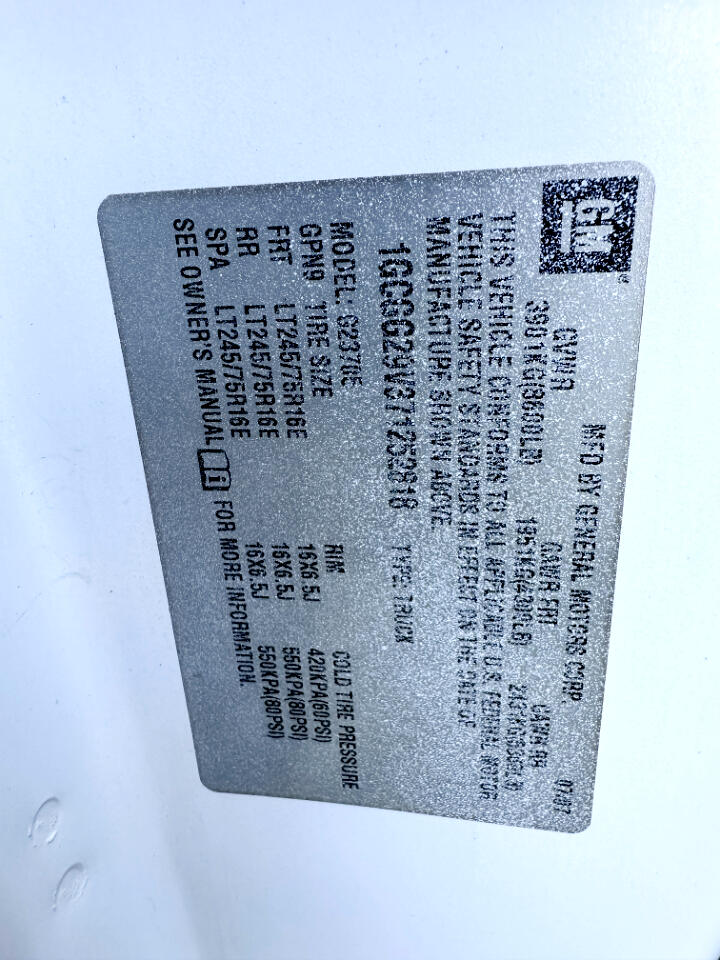 GM®
MFD BY GENERAL MOTORS CORP. 07/07
GVWR GAWR FRT GAWR RR
3901KG(8600LB) 1951KG(4300LB)
THIS VEHICLE CONFORMS TO ALL APPLICABLE U.S. FEDERAL MOTOR
VEHICLE SAFETY STANDARDS IN EFFECT ON THE DATE OF
MANUFACTURE SHOWN ABOVE.
TYPE: TRUCK
MODEL: G23705 RIM COLD TIRE PRESSURE
GPN9 TIRE SIZE
FRT LT245/75R16E 16X6.5J 420KPA(60PSI)
RR LT245/75R16E 16X6.5J 550KPA(80PSI)
SPA LT245/75R16E 16X6.5J 550KPA(80PSI)
SEE OWNER'S MANUAL FOR MORE INFORMATION.